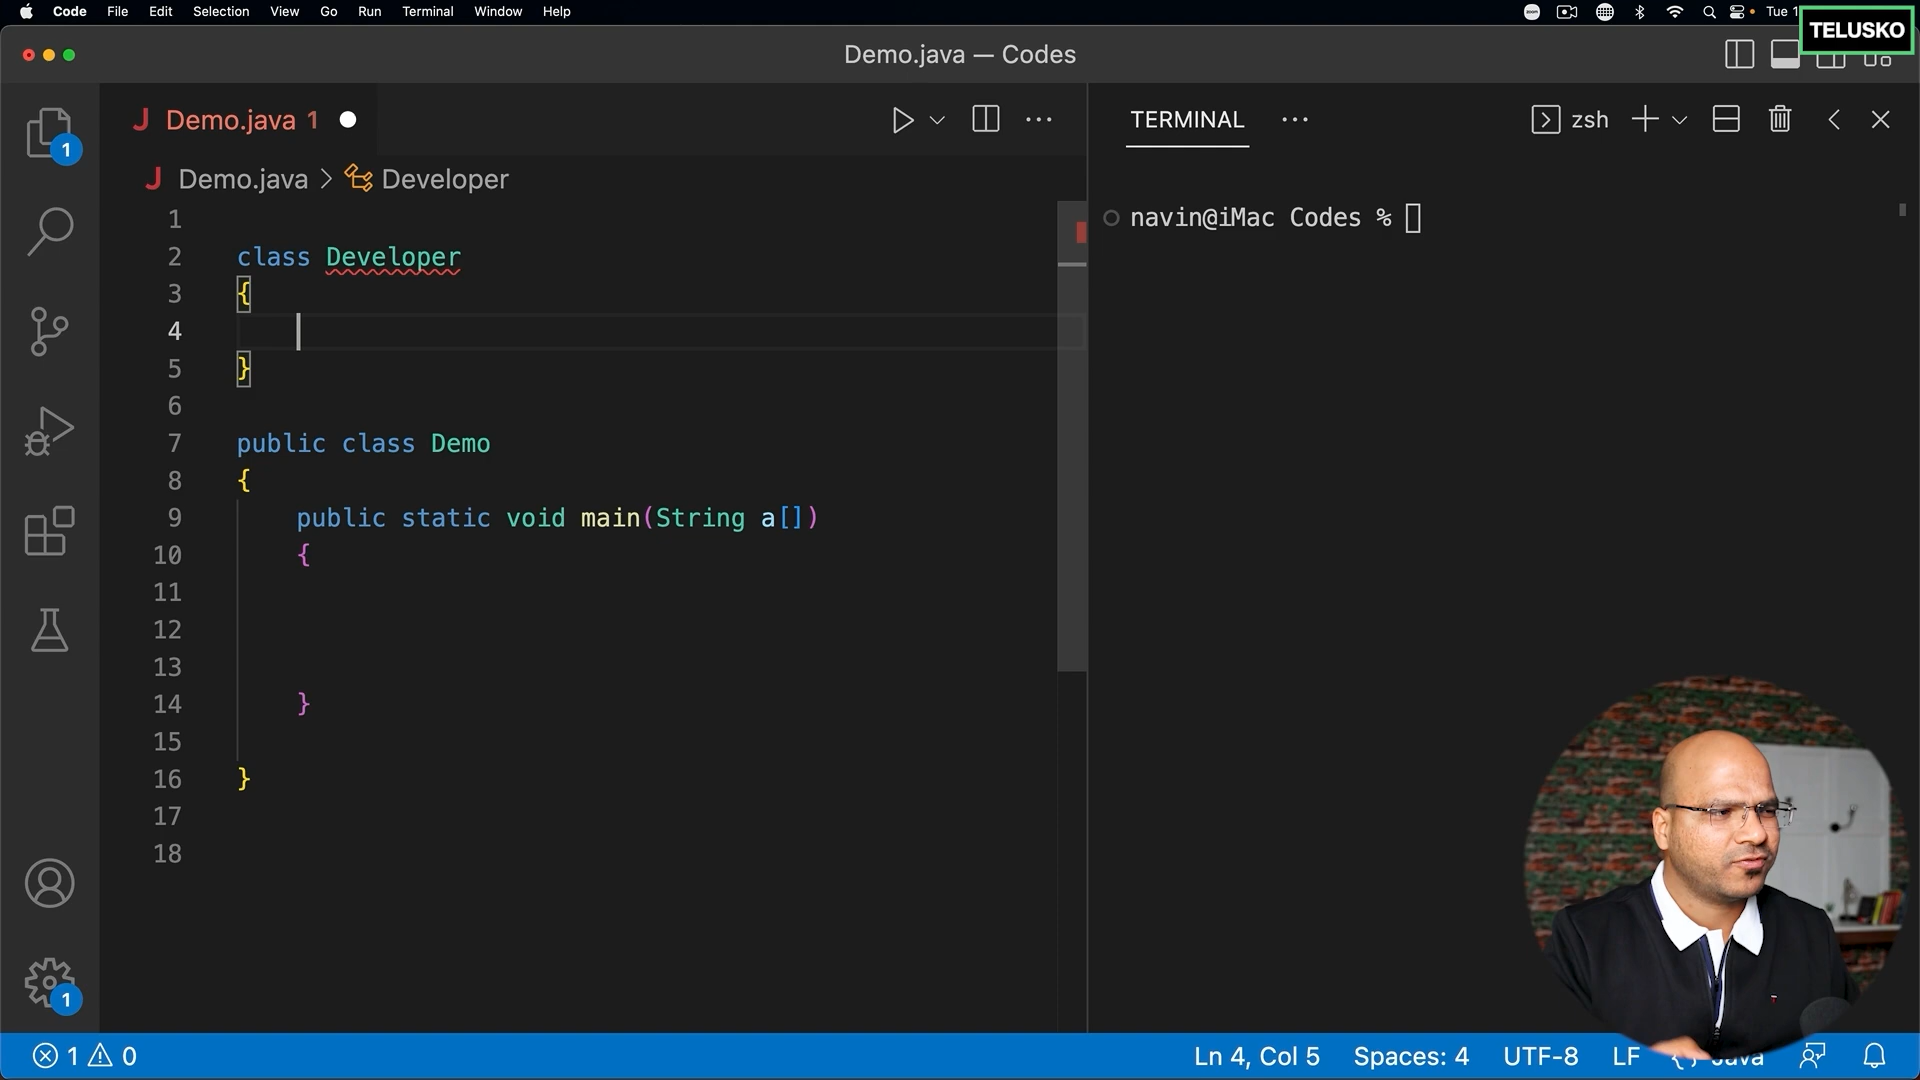 Code File Edit Selection View Go Run Terminal Window Help
zoom
Tue 1
TELUSKO
Demo.java — Codes
J Demo.java 1
TERMINAL
zsh
1
J Demo.java > Developer
navin@iMac Codes %
1
2 class Developer
3 {
4
5 }
6
7 public class Demo
8 {
9 public static void main(String a[])
10 {
11
12
13
14 }
15
16 }
17
18
1
1 0
Ln 4, Col 5 Spaces: 4 UTF-8 LF Java